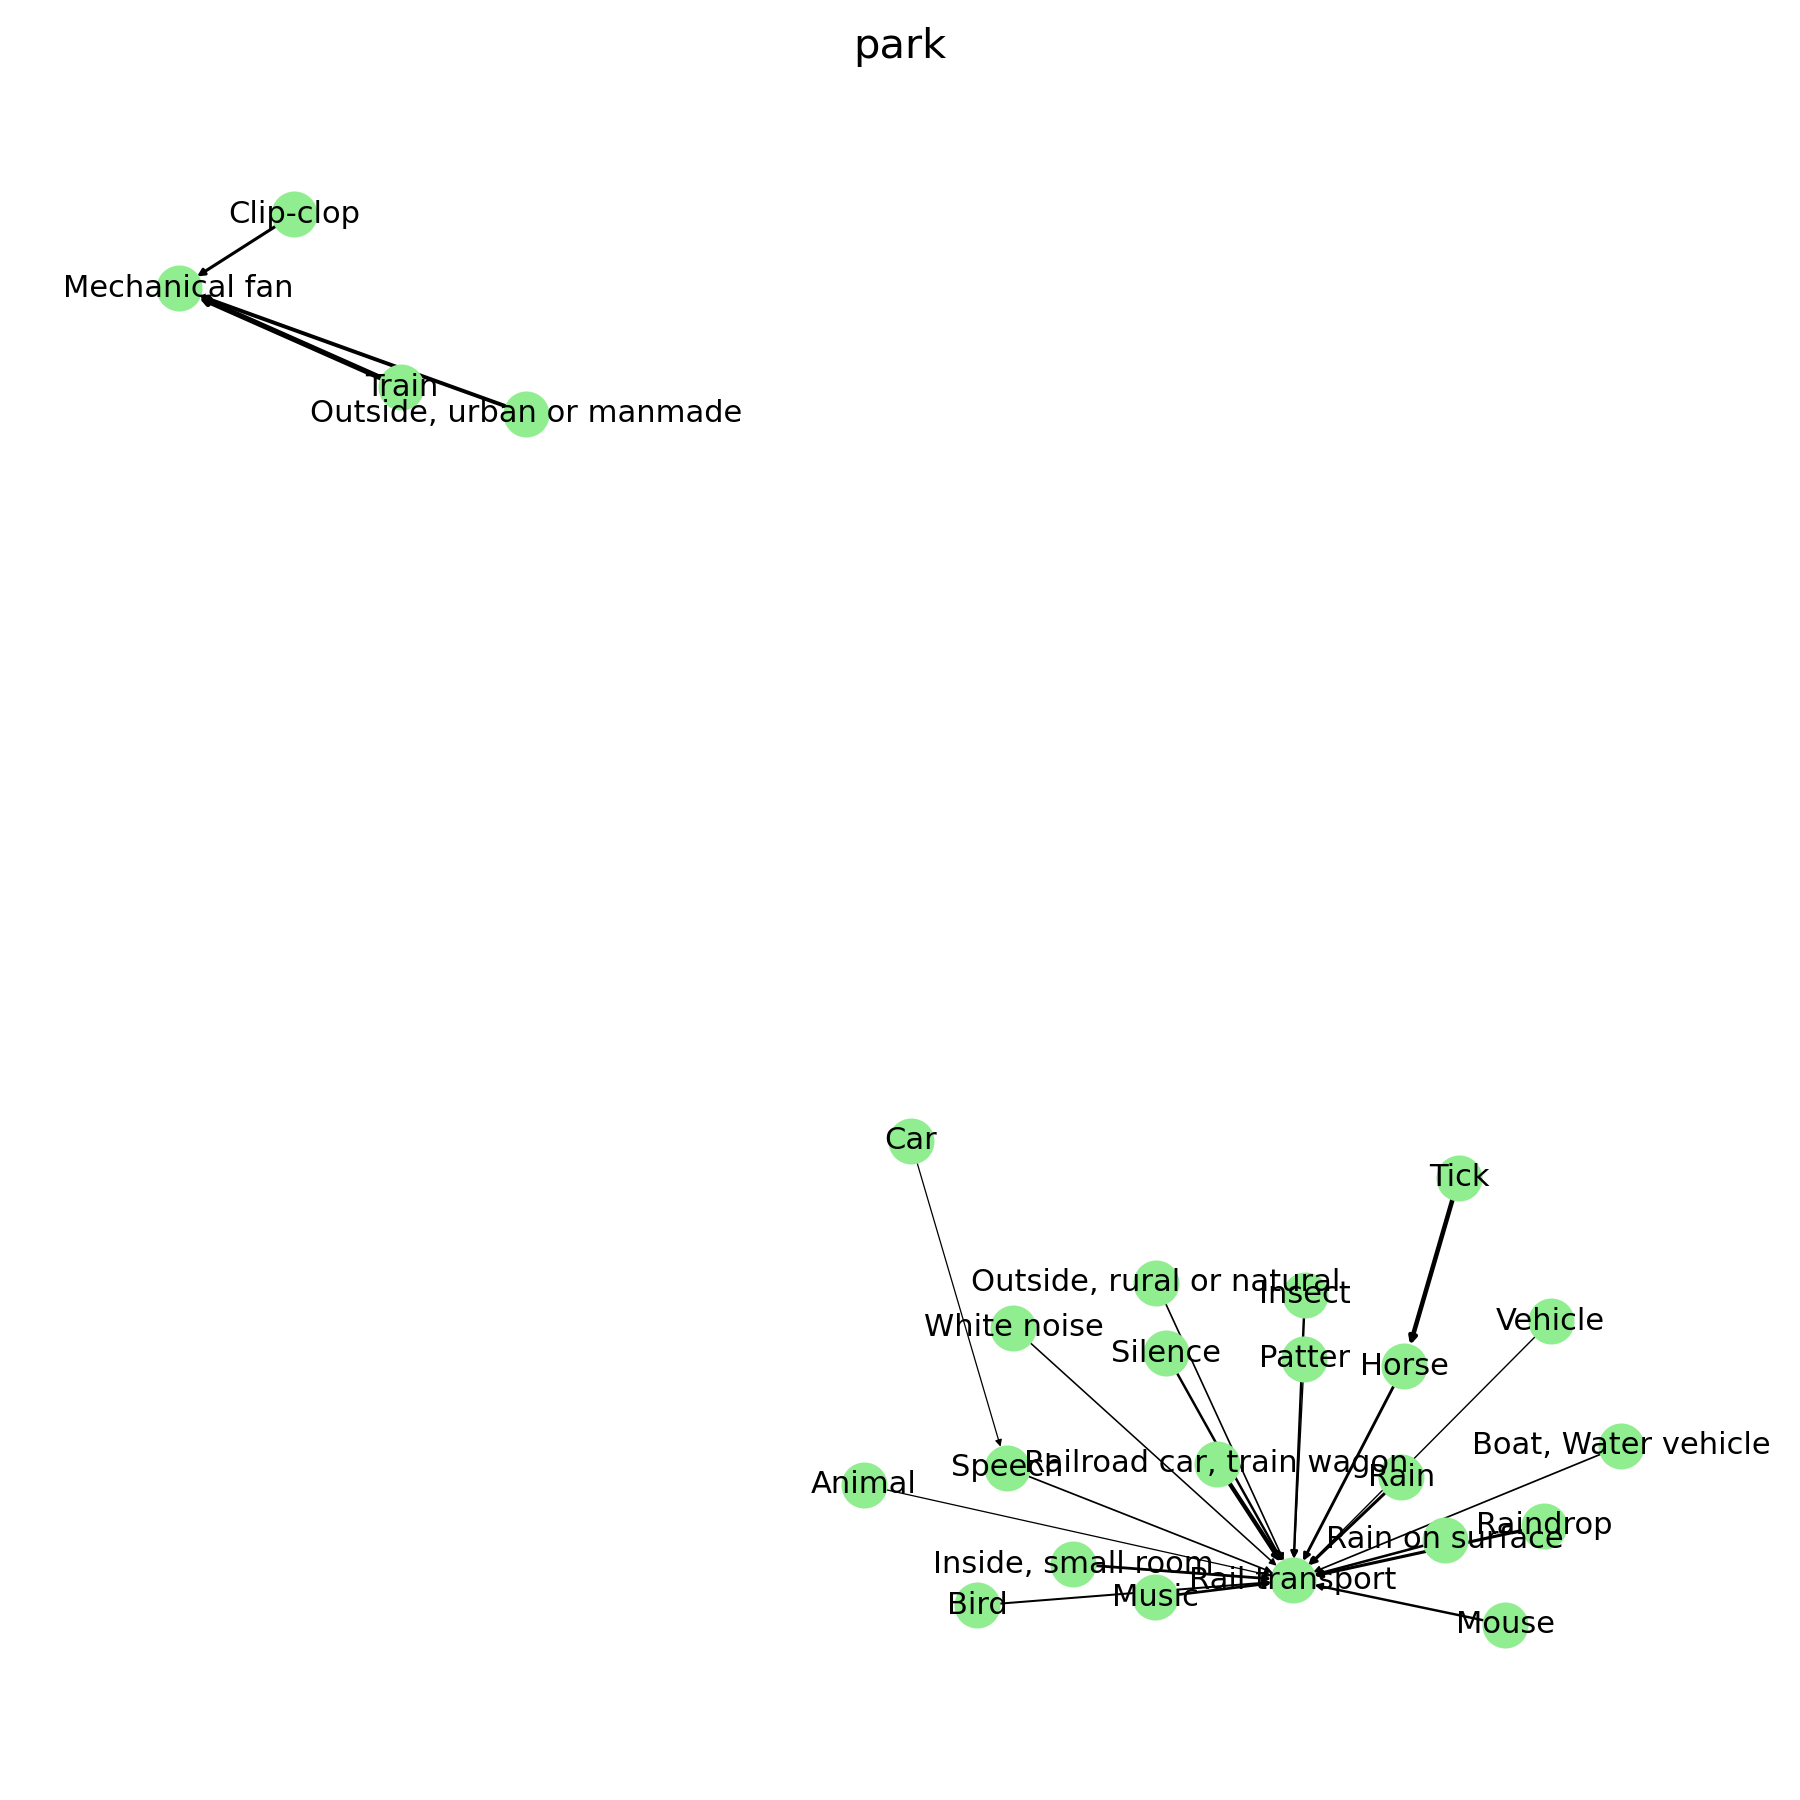 park
Clip-clop
Mechanical fan
Train
Outside, urban or manmade
Car
Tick
Outside, rural or natural
Insect
White noise
Vehicle
Silence
Patter
Horse
Boat, Water vehicle
Speech
Railroad car, train wagon
Rain
Animal
Raindrop
Rain on surface
Inside, small room
Rail transport
Music
Bird
Mouse